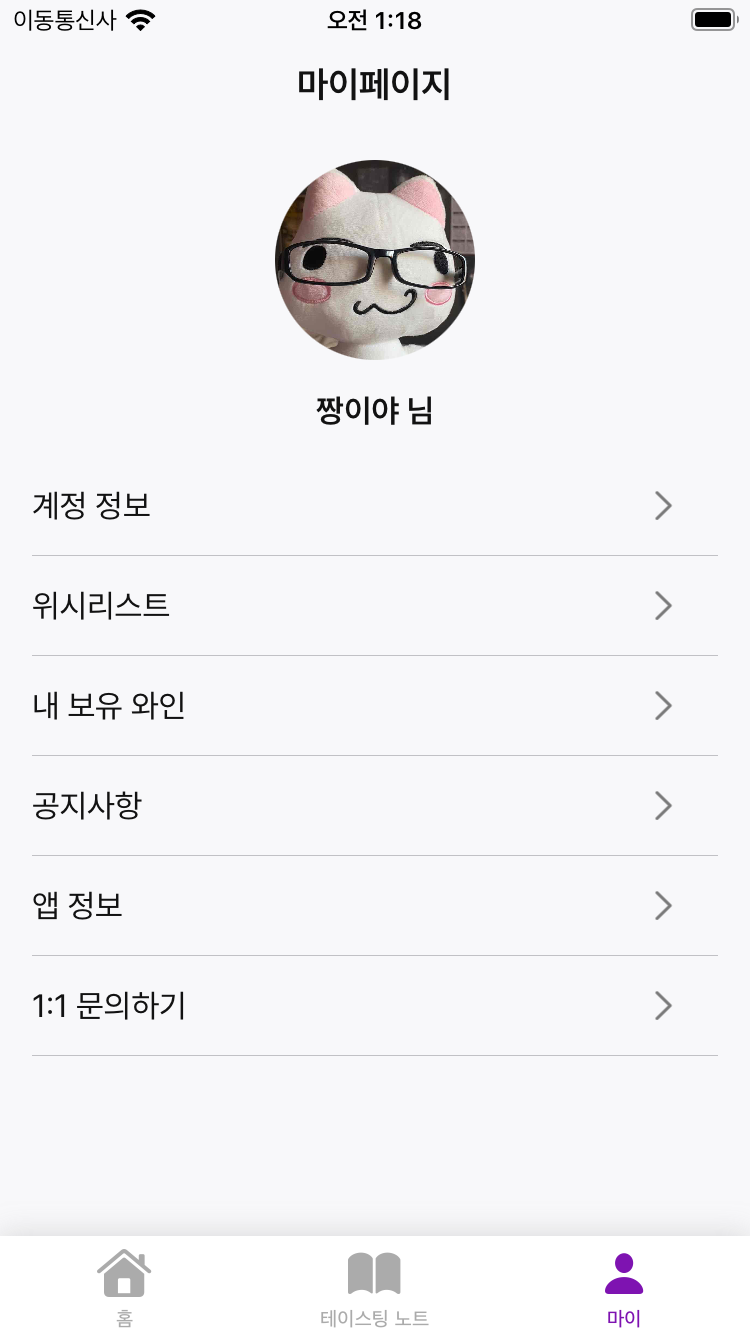 이동통신사 오전 1:18
마이페이지
짱이야 님
계정 정보
위시리스트
내 보유 와인
공지사항
앱 정보
1:1 문의하기
홈 테이스팅 노트 마이